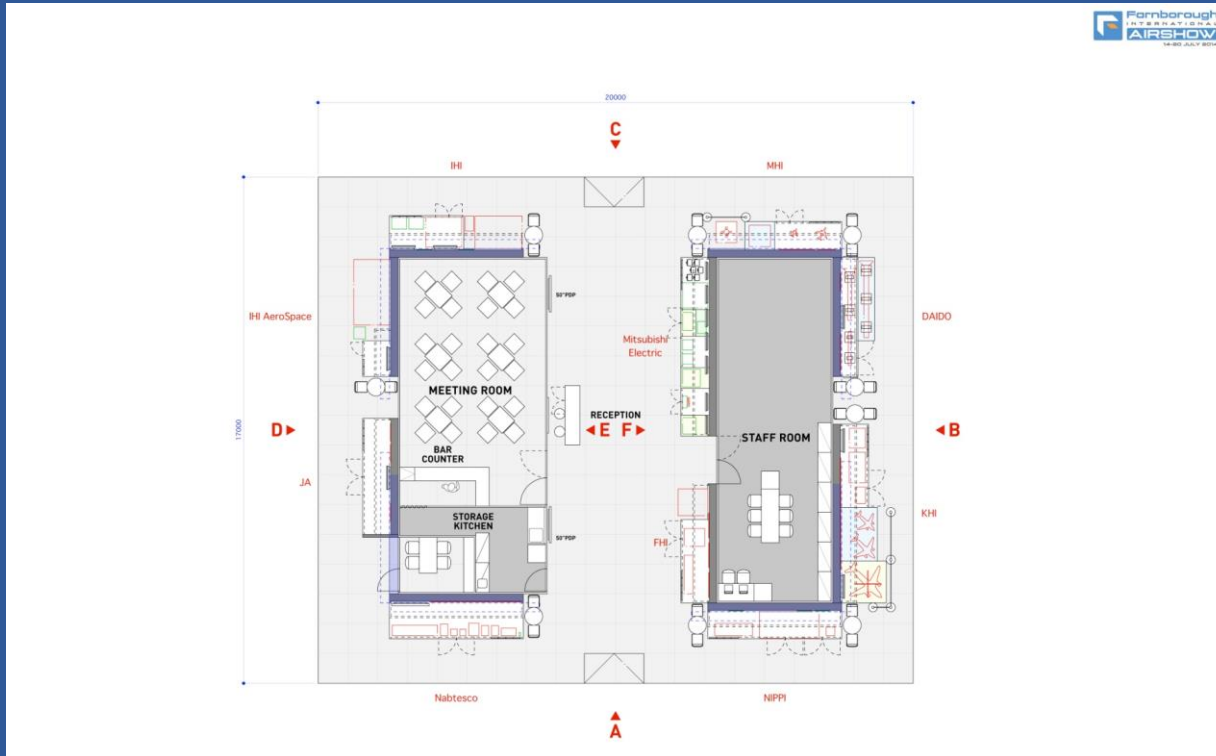 Farnborough
INTERNATIONAL
AIRSHOW
14-20 JULY 2014
20000
C
IHI
MHI
IHI AeroSpace
50"PDP
DAIDO
Mitsubishi
Electric
MEETING ROOM
RECEPTION
17000
D
E F
B
STAFF ROOM
BAR
COUNTER
JA
STORAGE
KITCHEN
KHI
50"PDP
FHI
Nabtesco
NIPPI
A